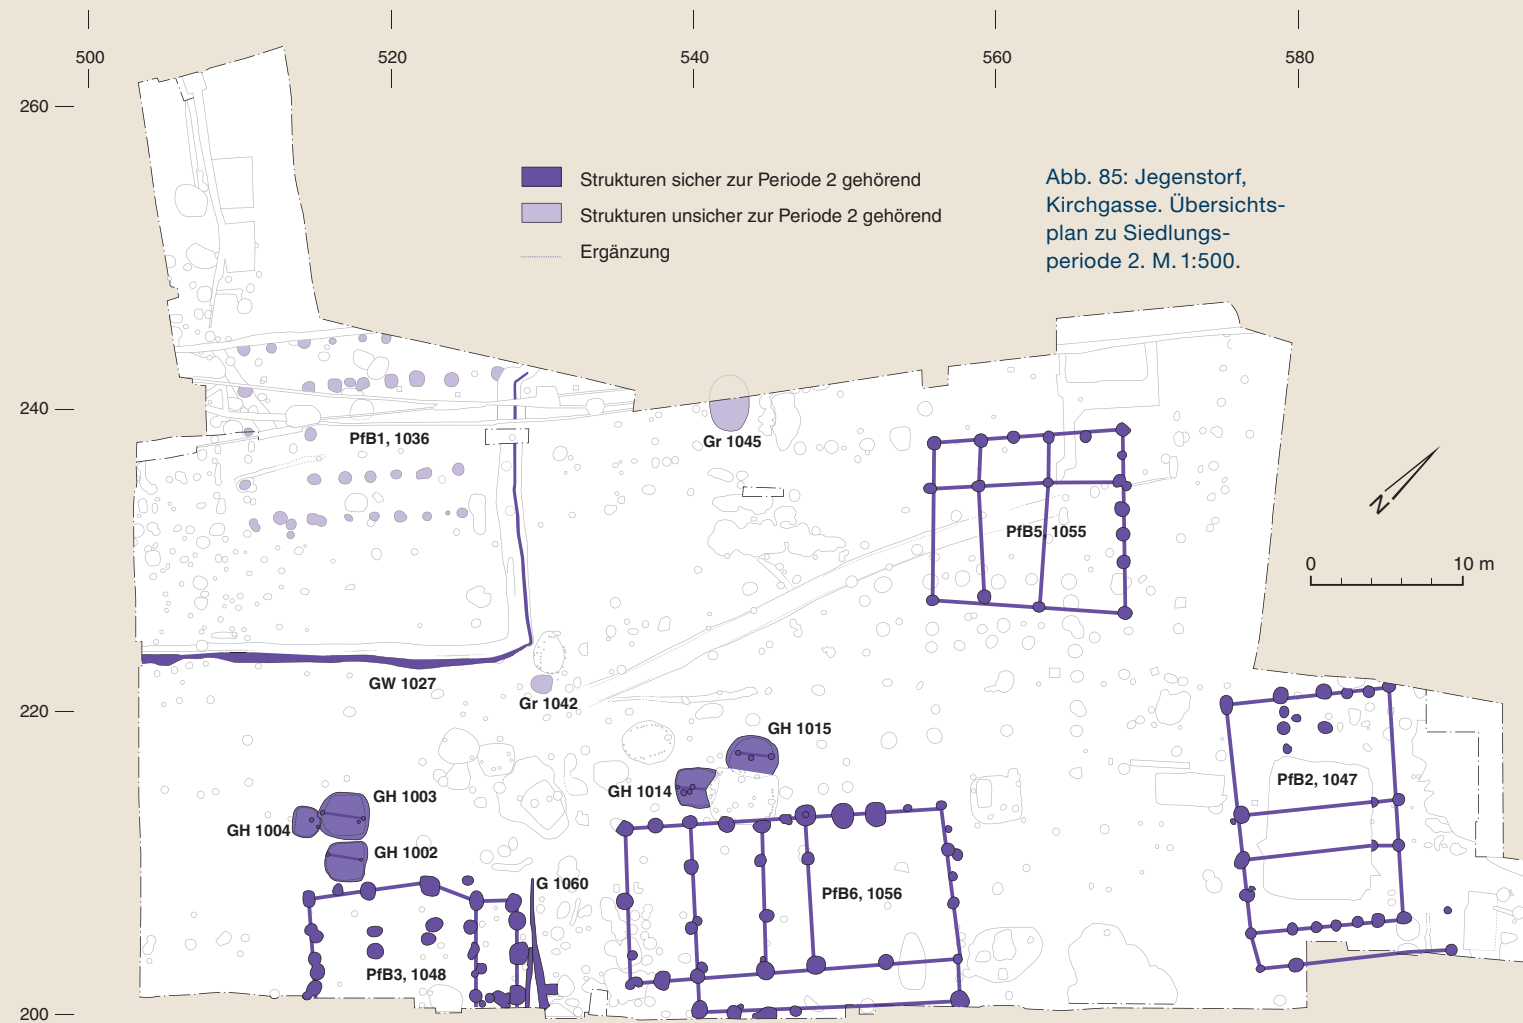 500 520 540 560 580
260
240
220
200
Strukturen sicher zur Periode 2 gehörend
Strukturen unsicher zur Periode 2 gehörend
Ergänzung
Abb. 85: Jegenstorf,
Kirchgasse. Übersichts-
plan zu Siedlungs-
periode 2. M. 1:500.
PfB1, 1036
Gr 1045
PfB5, 1055
N
0 10 m
GW 1027
Gr 1042
GH 1015
GH 1014
PfB2, 1047
GH 1003
GH 1004
GH 1002
G 1060
PfB6, 1056
PfB3, 1048